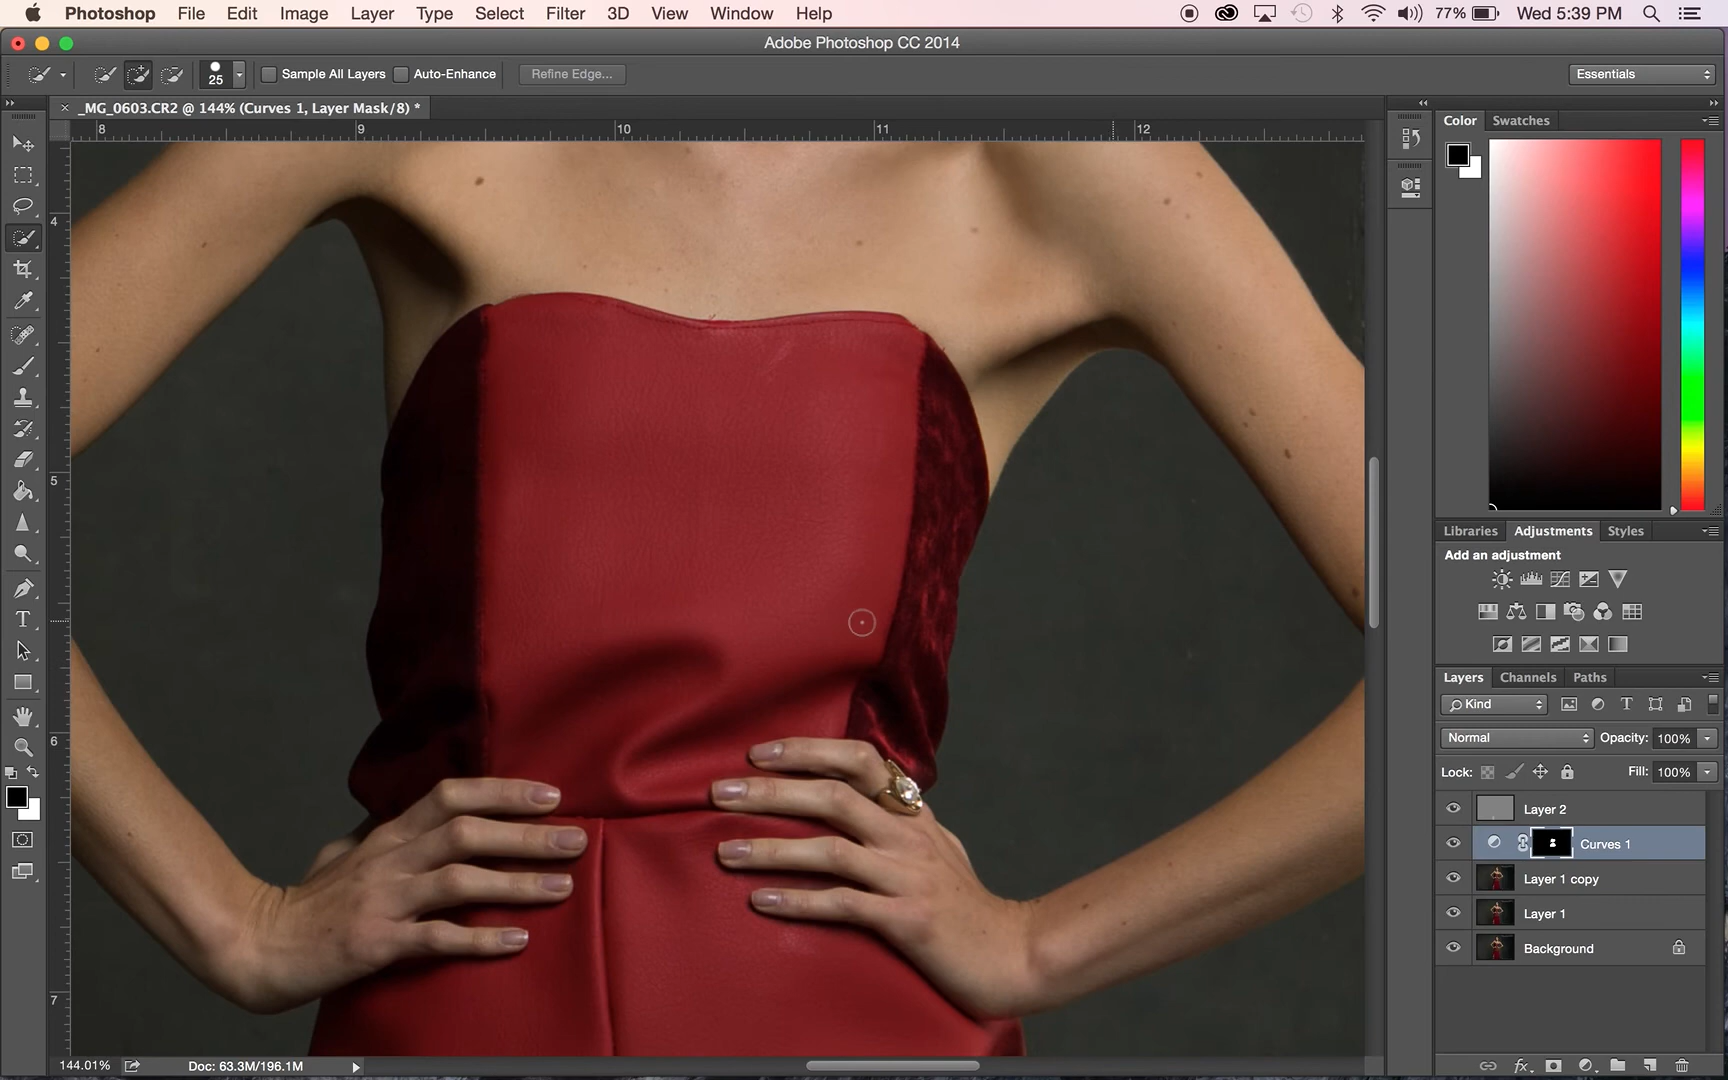 Photoshop File Edit Image Layer Type Select Filter 3D View Window Help 77% Wed 5:39 PM
Adobe Photoshop CC 2014
25 Sample All Layers Auto-Enhance Refine Edge... Essentials
_MG_0603.CR2 @ 144% (Curves 1, Layer Mask/8) *
8 9 10 11 12
4
5
6
7
Color Swatches
Libraries Adjustments Styles
Add an adjustment
Layers Channels Paths
Kind
Normal Opacity: 100%
Lock: Fill: 100%
Layer 2
Curves 1
Layer 1 copy
Layer 1
Background
144.01% Doc: 63.3M/196.1M